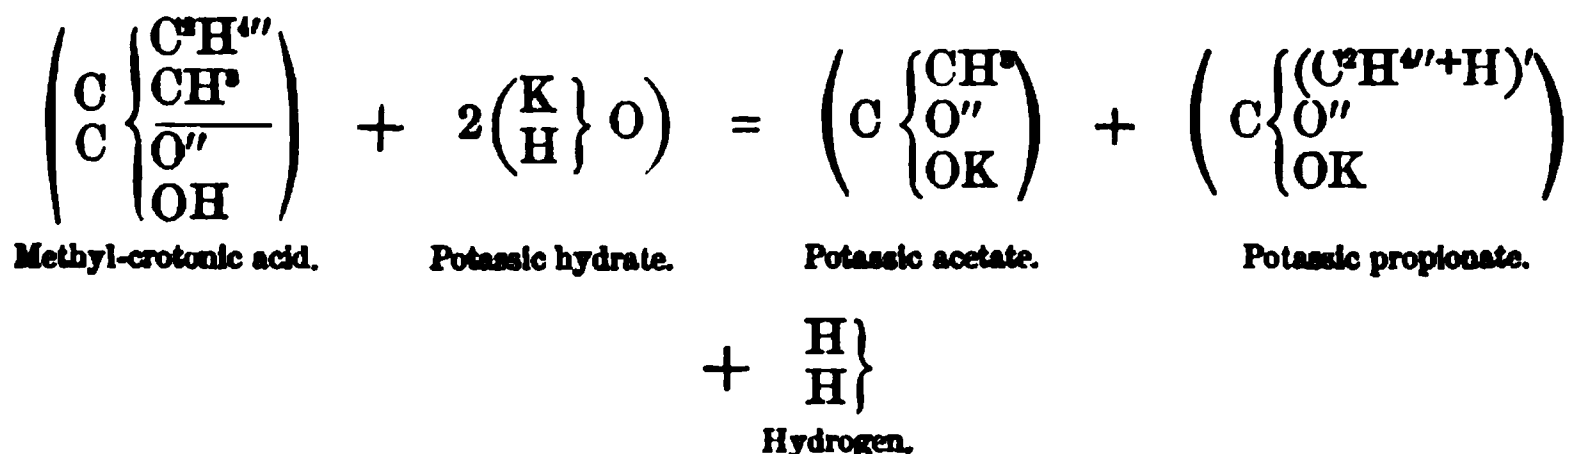 ( C C { C²H⁴″ CH³ O″ OH ) + 2( K H } O ) = ( C { CH³ O″ OK ) + ( C { (C²H⁴″+H)′ O″ OK )
Methyl-crotonic acid. Potassic hydrate. Potassic acetate. Potassic propionate.
+ H H }
Hydrogen.